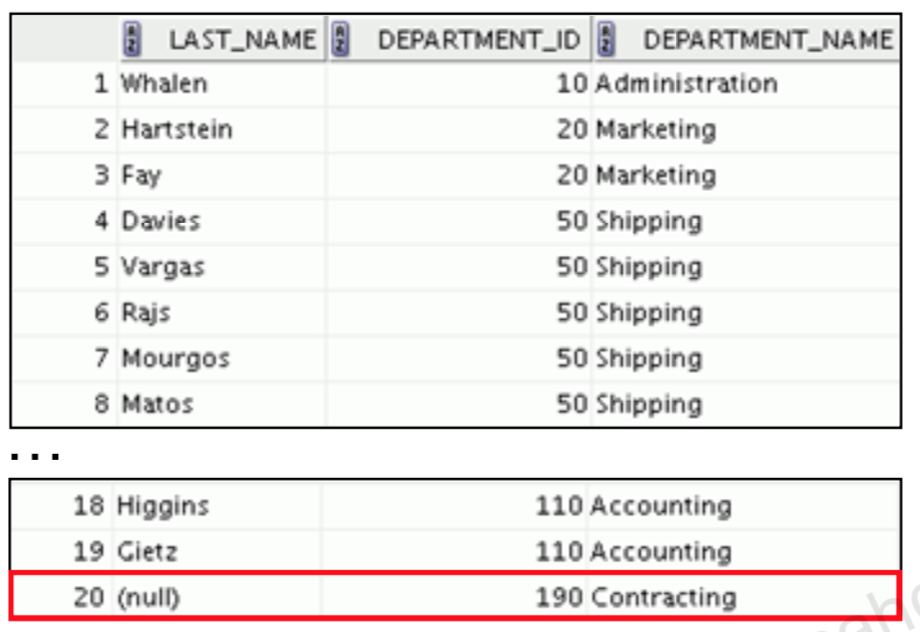 LAST_NAME DEPARTMENT_ID DEPARTMENT_NAME
1 Whalen 10 Administration
2 Hartstein 20 Marketing
3 Fay 20 Marketing
4 Davies 50 Shipping
5 Vargas 50 Shipping
6 Rajs 50 Shipping
7 Mourgos 50 Shipping
8 Matos 50 Shipping
...
18 Higgins 110 Accounting
19 Gietz 110 Accounting
20 (null) 190 Contracting